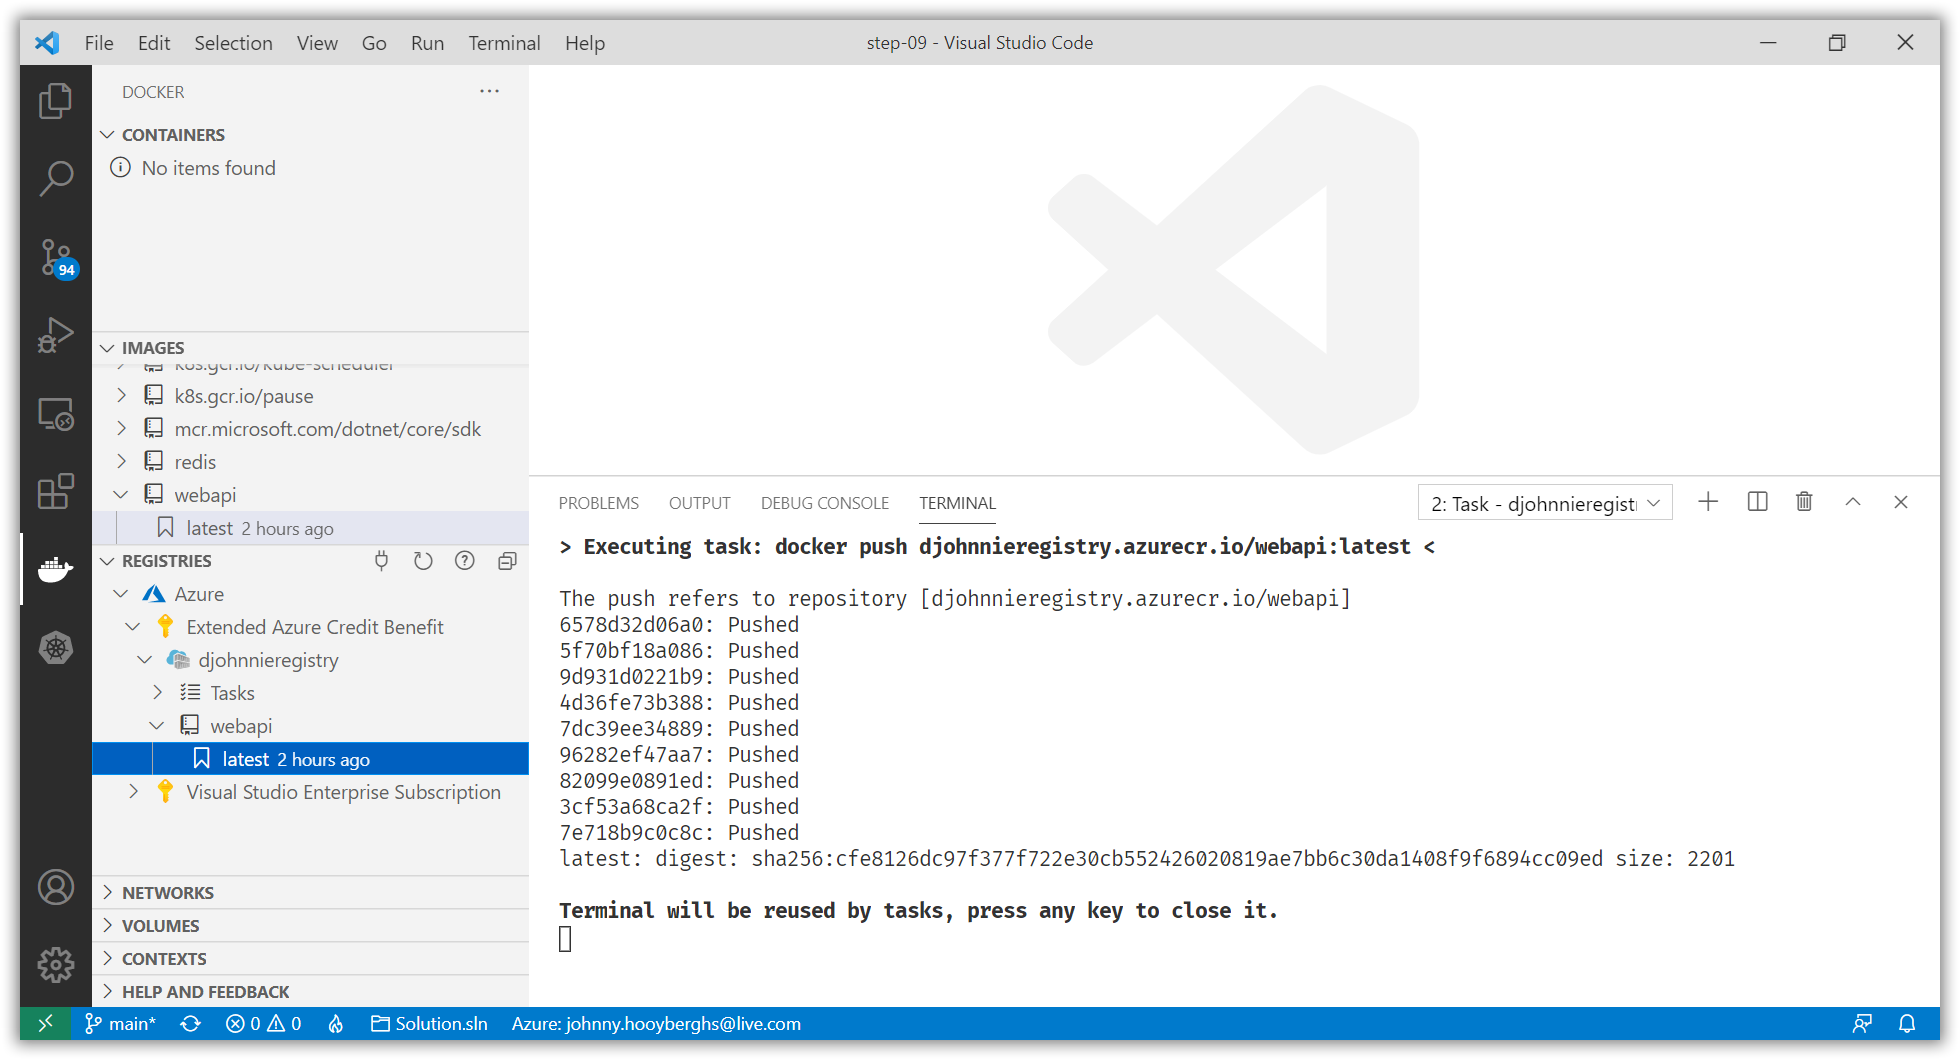 File Edit Selection View Go Run Terminal Help
step-09 - Visual Studio Code
DOCKER
CONTAINERS
No items found
94
IMAGES
k8s.gcr.io/kube-scheduler
k8s.gcr.io/pause
mcr.microsoft.com/dotnet/core/sdk
redis
webapi
latest 2 hours ago
REGISTRIES
Azure
Extended Azure Credit Benefit
djohnnieregistry
Tasks
webapi
latest 2 hours ago
Visual Studio Enterprise Subscription
NETWORKS
VOLUMES
CONTEXTS
HELP AND FEEDBACK
PROBLEMS OUTPUT DEBUG CONSOLE TERMINAL
2: Task - djohnnieregistr
> Executing task: docker push djohnnieregistry.azurecr.io/webapi:latest <
The push refers to repository [djohnnieregistry.azurecr.io/webapi]
6578d32d06a0: Pushed
5f70bf18a086: Pushed
9d931d0221b9: Pushed
4d36fe73b388: Pushed
7dc39ee34889: Pushed
96282ef47aa7: Pushed
82099e0891ed: Pushed
3cf53a68ca2f: Pushed
7e718b9c0c8c: Pushed
latest: digest: sha256:cfe8126dc97f377f722e30cb552426020819ae7bb6c30da1408f9f6894cc09ed size: 2201
Terminal will be reused by tasks, press any key to close it.
main* 0 0 Solution.sln Azure: johnny.hooyberghs@live.com